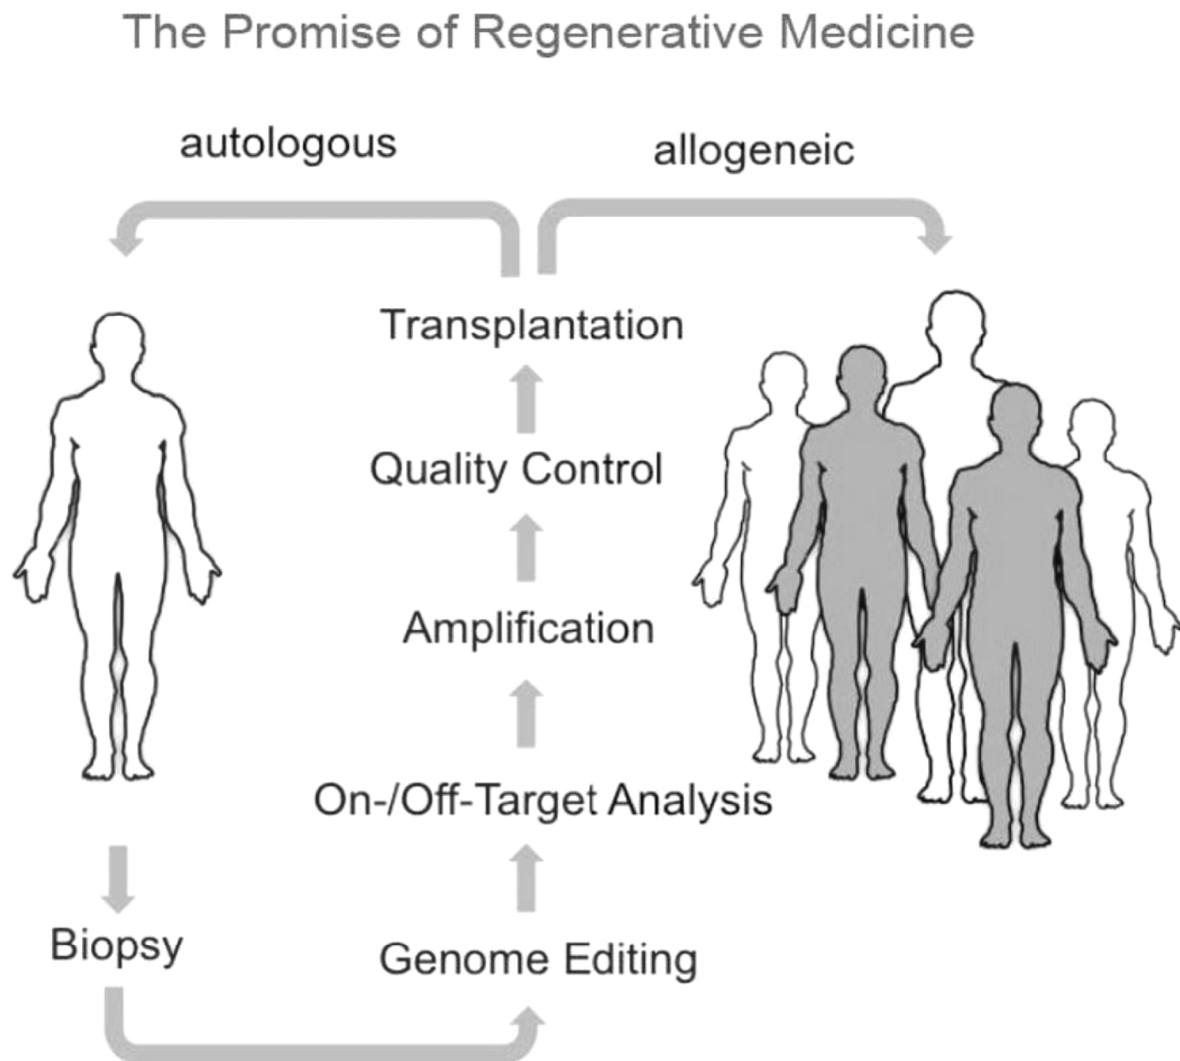 The Promise of Regenerative Medicine
autologous
allogeneic
Transplantation
Quality Control
Amplification
On-/Off-Target Analysis
Biopsy
Genome Editing